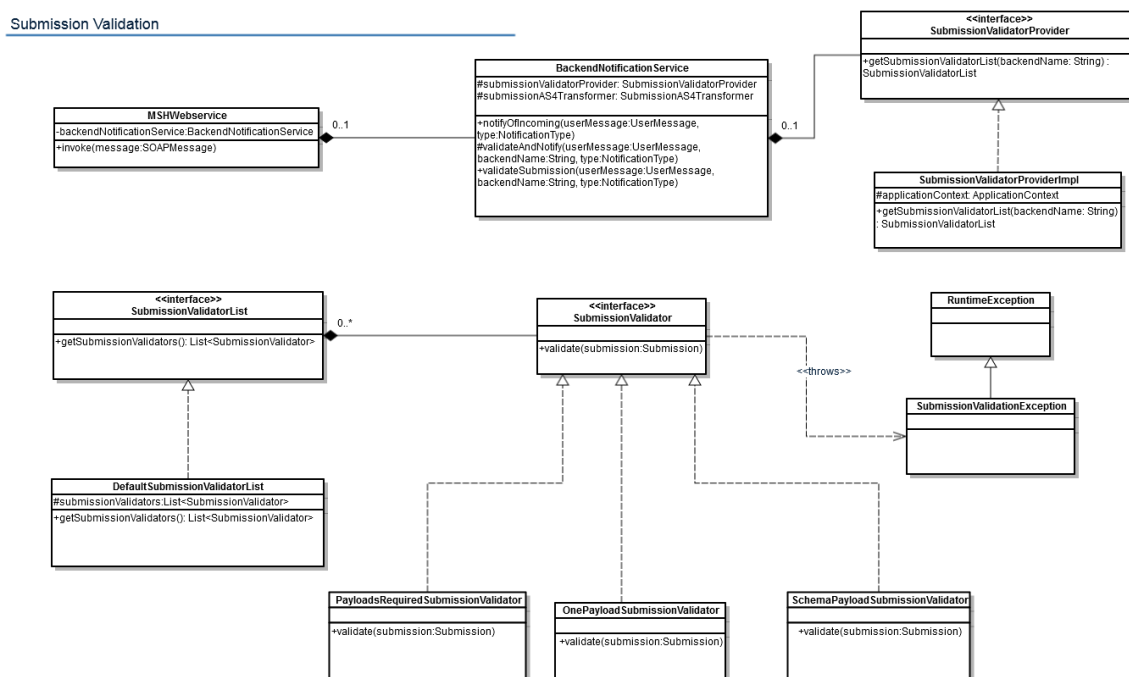 Submission Validation
<<interface>>
SubmissionValidatorProvider
+getSubmissionValidatorList(backendName: String) :
SubmissionValidatorList
BackendNotificationService
#submissionValidatorProvider: SubmissionValidatorProvider
#submissionAS4Transformer: SubmissionAS4Transformer
+notifyOfIncoming(userMessage:UserMessage,
type:NotificationType)
#validateAndNotify(userMessage:UserMessage,
backendName:String, type:NotificationType)
+validateSubmission(userMessage:UserMessage,
backendName:String, type:NotificationType)
0..1
MSHWebservice
-backendNotificationService:BackendNotificationService
+invoke(message:SOAPMessage)
0..1
SubmissionValidatorProviderImpl
#applicationContext: ApplicationContext
+getSubmissionValidatorList(backendName: String)
: SubmissionValidatorList
<<interface>>
SubmissionValidatorList
+getSubmissionValidators(): List<SubmissionValidator>
0..*
<<interface>>
SubmissionValidator
+validate(submission:Submission)
RuntimeException
<<throws>>
SubmissionValidationException
DefaultSubmissionValidatorList
#submissionValidators:List<SubmissionValidator>
+getSubmissionValidators(): List<SubmissionValidator>
PayloadsRequiredSubmissionValidator
+validate(submission:Submission)
OnePayloadSubmissionValidator
+validate(submission:Submission)
SchemaPayloadSubmissionValidator
+validate(submission:Submission)